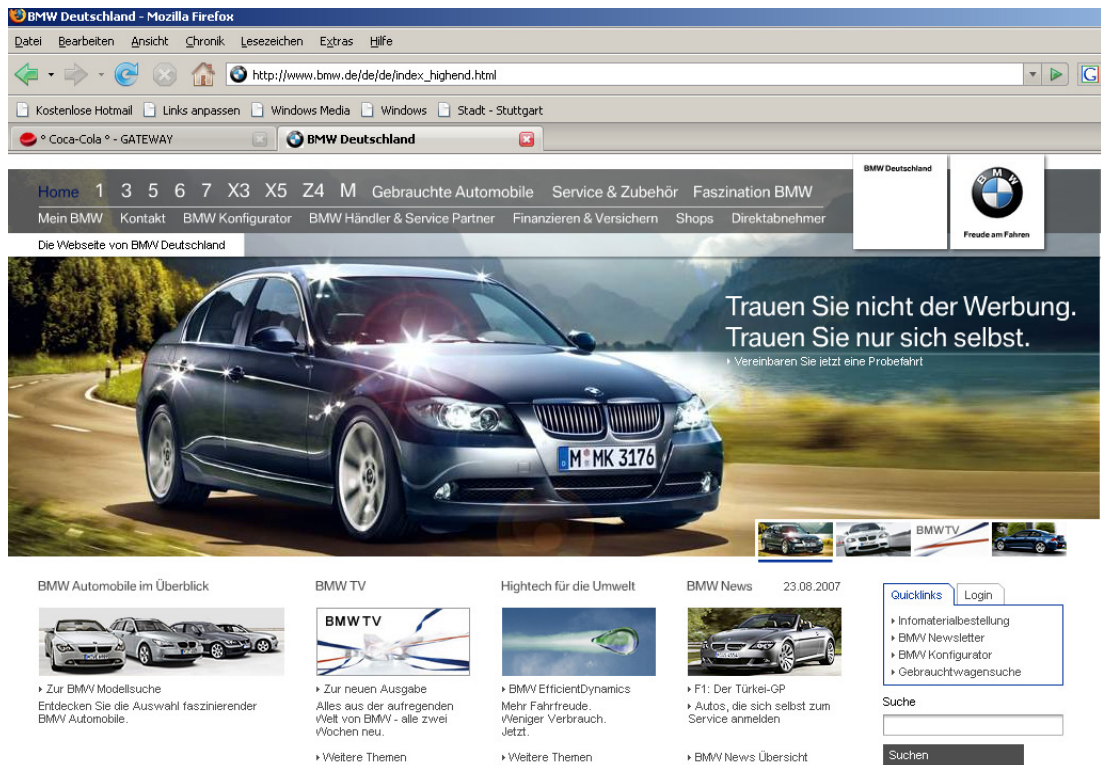 BMW Deutschland - Mozilla Firefox
Datei Bearbeiten Ansicht Chronik Lesezeichen Extras Hilfe
http://www.bmw.de/de/de/index_highend.html
G
Kostenlose Hotmail Links anpassen Windows Media Windows Stadt - Stuttgart
° Coca-Cola ° - GATEWAY BMW Deutschland
Home 1 3 5 6 7 X3 X5 Z4 M Gebrauchte Automobile Service & Zubehör Faszination BMW
Mein BMW Kontakt BMW Konfigurator BMW Händler & Service Partner Finanzieren & Versichern Shops Direktabnehmer
BMW Deutschland
BMW
Freude am Fahren
Die Webseite von BMW Deutschland
Trauen Sie nicht der Werbung.
Trauen Sie nur sich selbst.
Vereinbaren Sie jetzt eine Probefahrt
M MK 3176
BMW TV
BMW Automobile im Überblick
Zur BMW Modellsuche
Entdecken Sie die Auswahl faszinierender
BMW Automobile.
BMW TV
BMW TV
Zur neuen Ausgabe
Alles aus der aufregenden
Welt von BMW - alle zwei
Wochen neu.
Weitere Themen
Hightech für die Umwelt
BMW EfficientDynamics
Mehr Fahrfreude.
Weniger Verbrauch.
Jetzt.
Weitere Themen
BMW News 23.08.2007
F1: Der Türkei-GP
Autos, die sich selbst zum
Service anmelden
BMW News Übersicht
Quicklinks Login
Infomaterialbestellung
BMW Newsletter
BMW Konfigurator
Gebrauchtwagensuche
Suche
Suchen